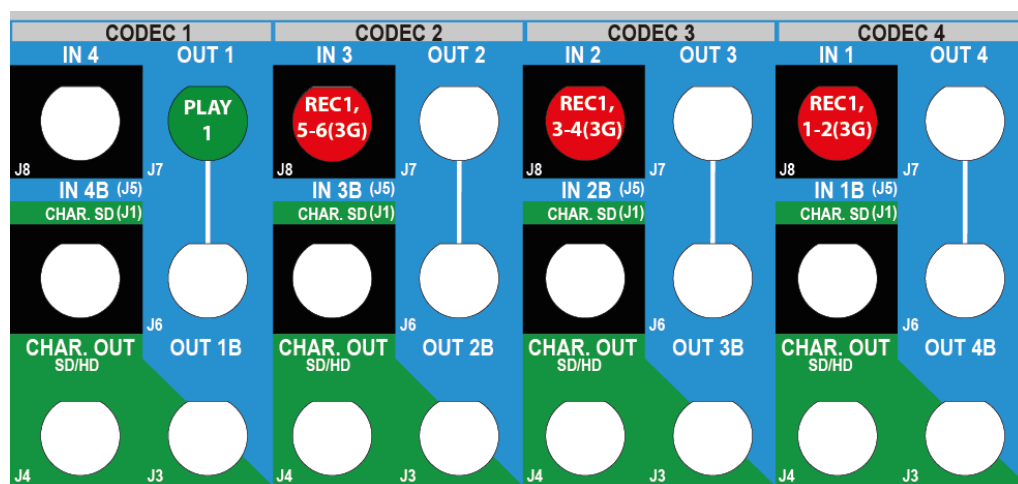 CODEC 1 CODEC 2 CODEC 3 CODEC 4
IN 4 OUT 1 IN 3 OUT 2 IN 2 OUT 3 IN 1 OUT 4
PLAY REC1, REC1, REC1,
1 5-6(3G) 3-4(3G) 1-2(3G)
J8 J7 J8 J7 J8 J7 J8 J7
IN 4B (J5) IN 3B (J5) IN 2B (J5) IN 1B (J5)
CHAR. SD (J1) CHAR. SD (J1) CHAR. SD (J1) CHAR. SD (J1)
J6 J6 J6 J6
CHAR. OUT OUT 1B CHAR. OUT OUT 2B CHAR. OUT OUT 3B CHAR. OUT OUT 4B
SD/HD SD/HD SD/HD SD/HD
J4 J3 J4 J3 J4 J3 J4 J3